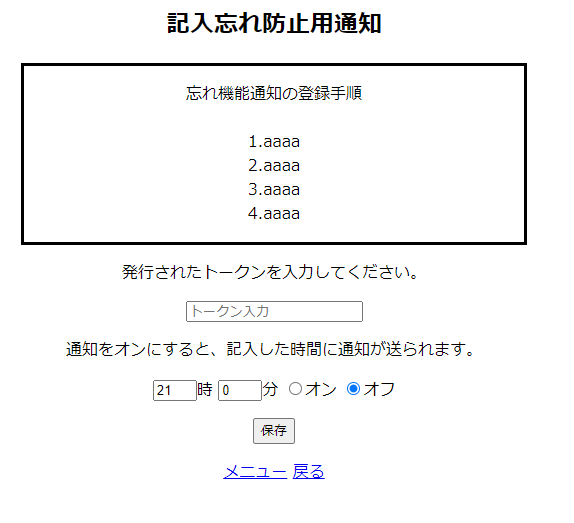 記入忘れ防止用通知
忘れ機能通知の登録手順
1.aaaa
2.aaaa
3.aaaa
4.aaaa
発行されたトークンを入力してください。
トークン入力
通知をオンにすると、記入した時間に通知が送られます。
21時 0分 オン オフ
保存
メニュー 戻る